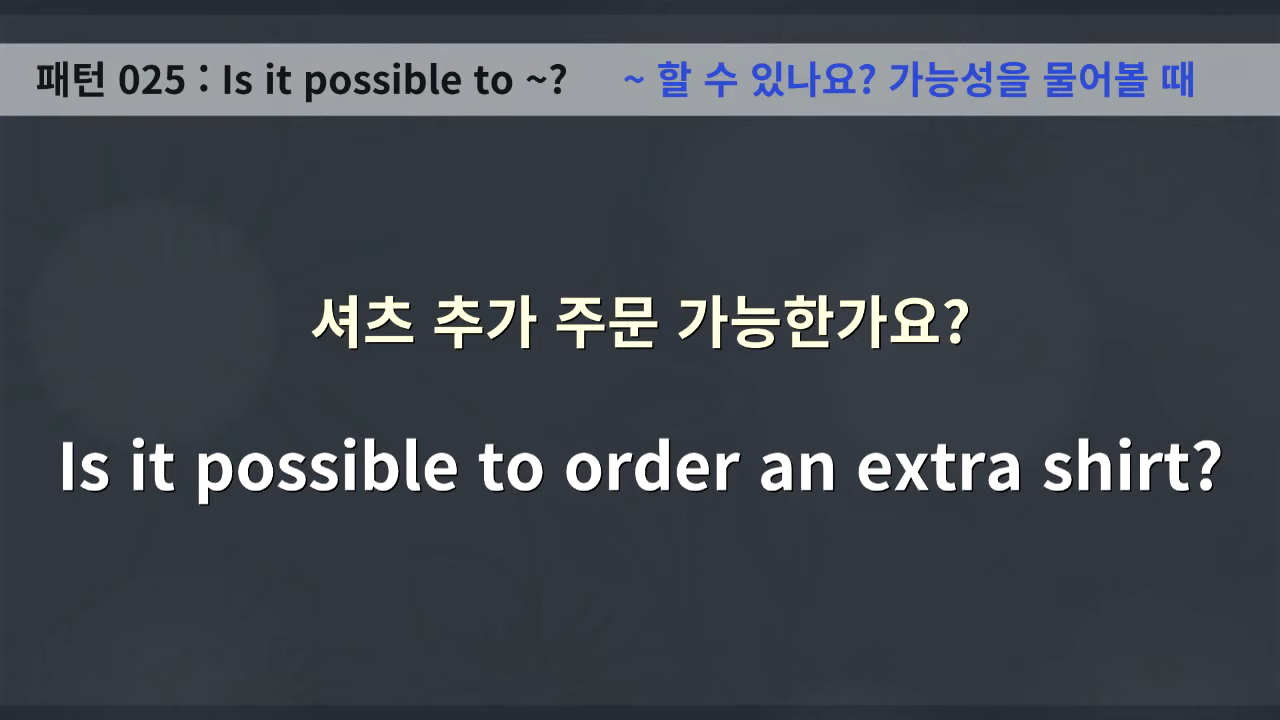 패턴 025 : Is it possible to ~? ~ 할 수 있나요? 가능성을 물어볼 때
셔츠 추가 주문 가능한가요?
Is it possible to order an extra shirt?